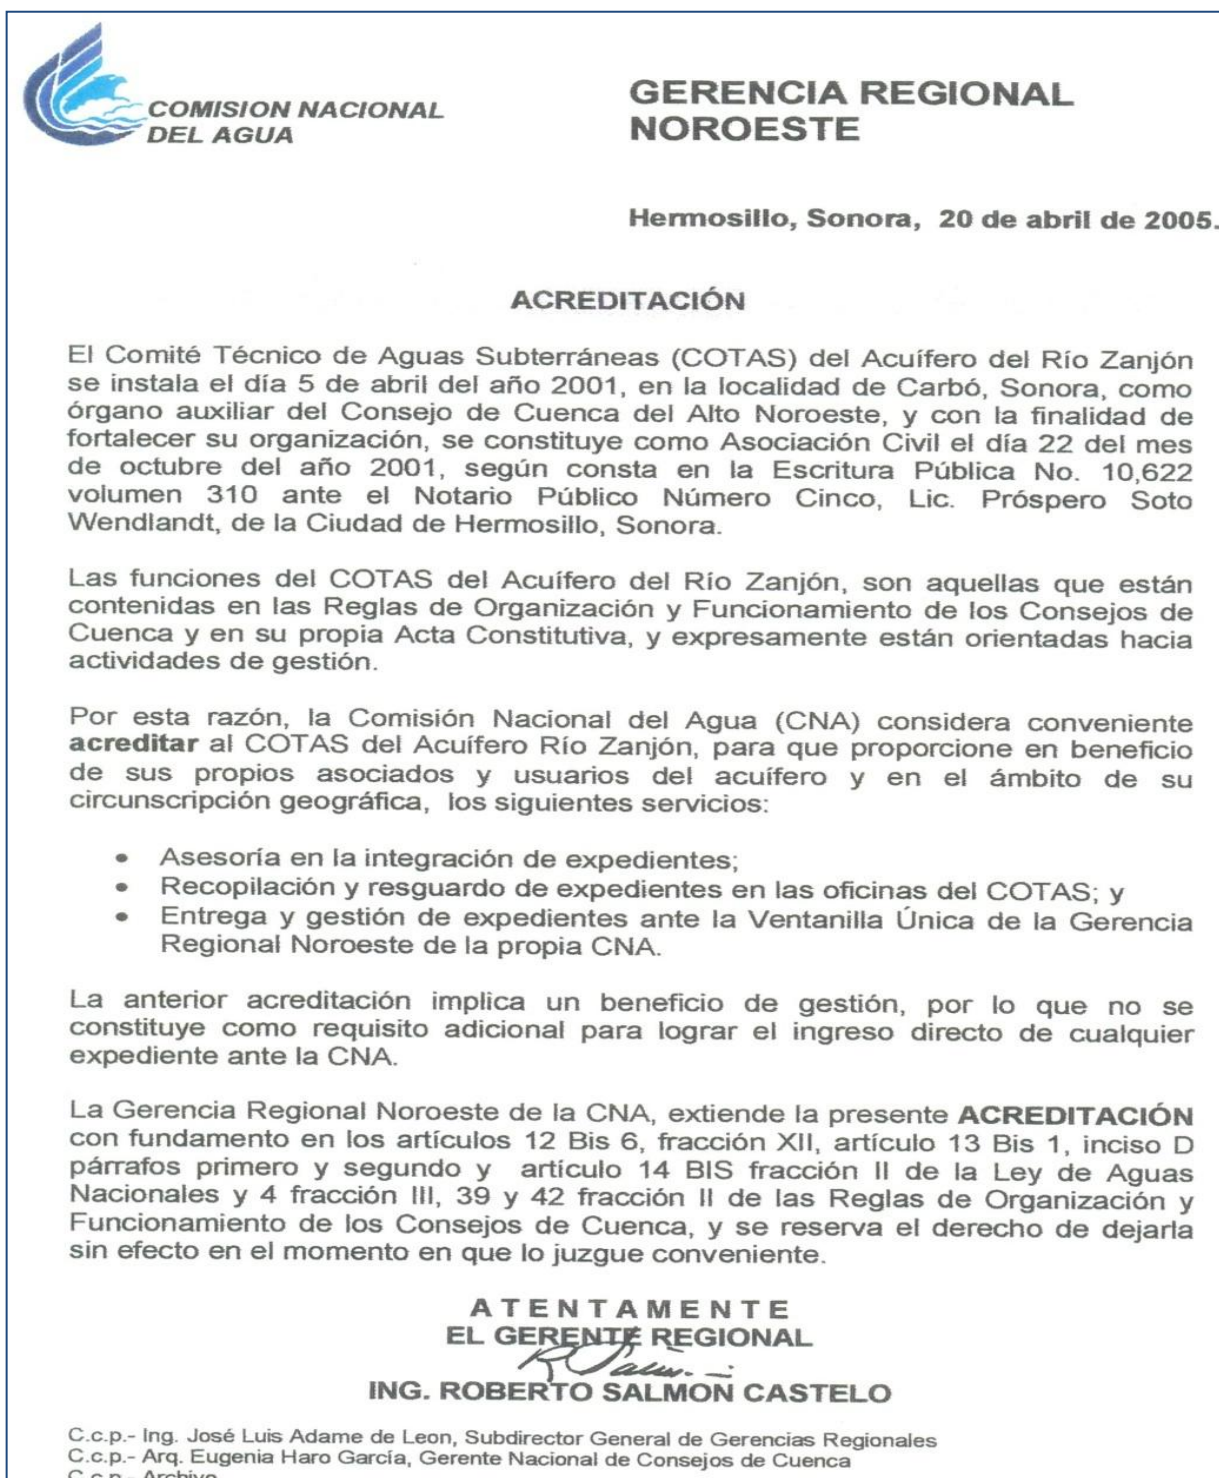 COMISION NACIONAL
DEL AGUA
GERENCIA REGIONAL
NOROESTE
Hermosillo, Sonora, 20 de abril de 2005.
ACREDITACIÓN
El Comité Técnico de Aguas Subterráneas (COTAS) del Acuífero del Río Zanjón
se instala el día 5 de abril del año 2001, en la localidad de Carbó, Sonora, como
órgano auxiliar del Consejo de Cuenca del Alto Noroeste, y con la finalidad de
fortalecer su organización, se constituye como Asociación Civil el día 22 del mes
de octubre del año 2001, según consta en la Escritura Pública No. 10,622
volumen 310 ante el Notario Público Número Cinco, Lic. Próspero Soto
Wendlandt, de la Ciudad de Hermosillo, Sonora.
Las funciones del COTAS del Acuífero del Río Zanjón, son aquellas que están
contenidas en las Reglas de Organización y Funcionamiento de los Consejos de
Cuenca y en su propia Acta Constitutiva, y expresamente están orientadas hacia
actividades de gestión.
Por esta razón, la Comisión Nacional del Agua (CNA) considera conveniente
acreditar al COTAS del Acuífero Río Zanjón, para que proporcione en beneficio
de sus propios asociados y usuarios del acuífero y en el ámbito de su
circunscripción geográfica, los siguientes servicios:
• Asesoría en la integración de expedientes;
• Recopilación y resguardo de expedientes en las oficinas del COTAS; y
• Entrega y gestión de expedientes ante la Ventanilla Única de la Gerencia
Regional Noroeste de la propia CNA.
La anterior acreditación implica un beneficio de gestión, por lo que no se
constituye como requisito adicional para lograr el ingreso directo de cualquier
expediente ante la CNA.
La Gerencia Regional Noroeste de la CNA, extiende la presente ACREDITACIÓN
con fundamento en los artículos 12 Bis 6, fracción XII, artículo 13 Bis 1, inciso D
párrafos primero y segundo y artículo 14 BIS fracción II de la Ley de Aguas
Nacionales y 4 fracción III, 39 y 42 fracción II de las Reglas de Organización y
Funcionamiento de los Consejos de Cuenca, y se reserva el derecho de dejarla
sin efecto en el momento en que lo juzgue conveniente.
A T E N T A M E N T E
EL GERENTE REGIONAL
ING. ROBERTO SALMON CASTELO
C.c.p.- Ing. José Luis Adame de Leon, Subdirector General de Gerencias Regionales
C.c.p.- Arq. Eugenia Haro García, Gerente Nacional de Consejos de Cuenca
C.c.p.- Archivo